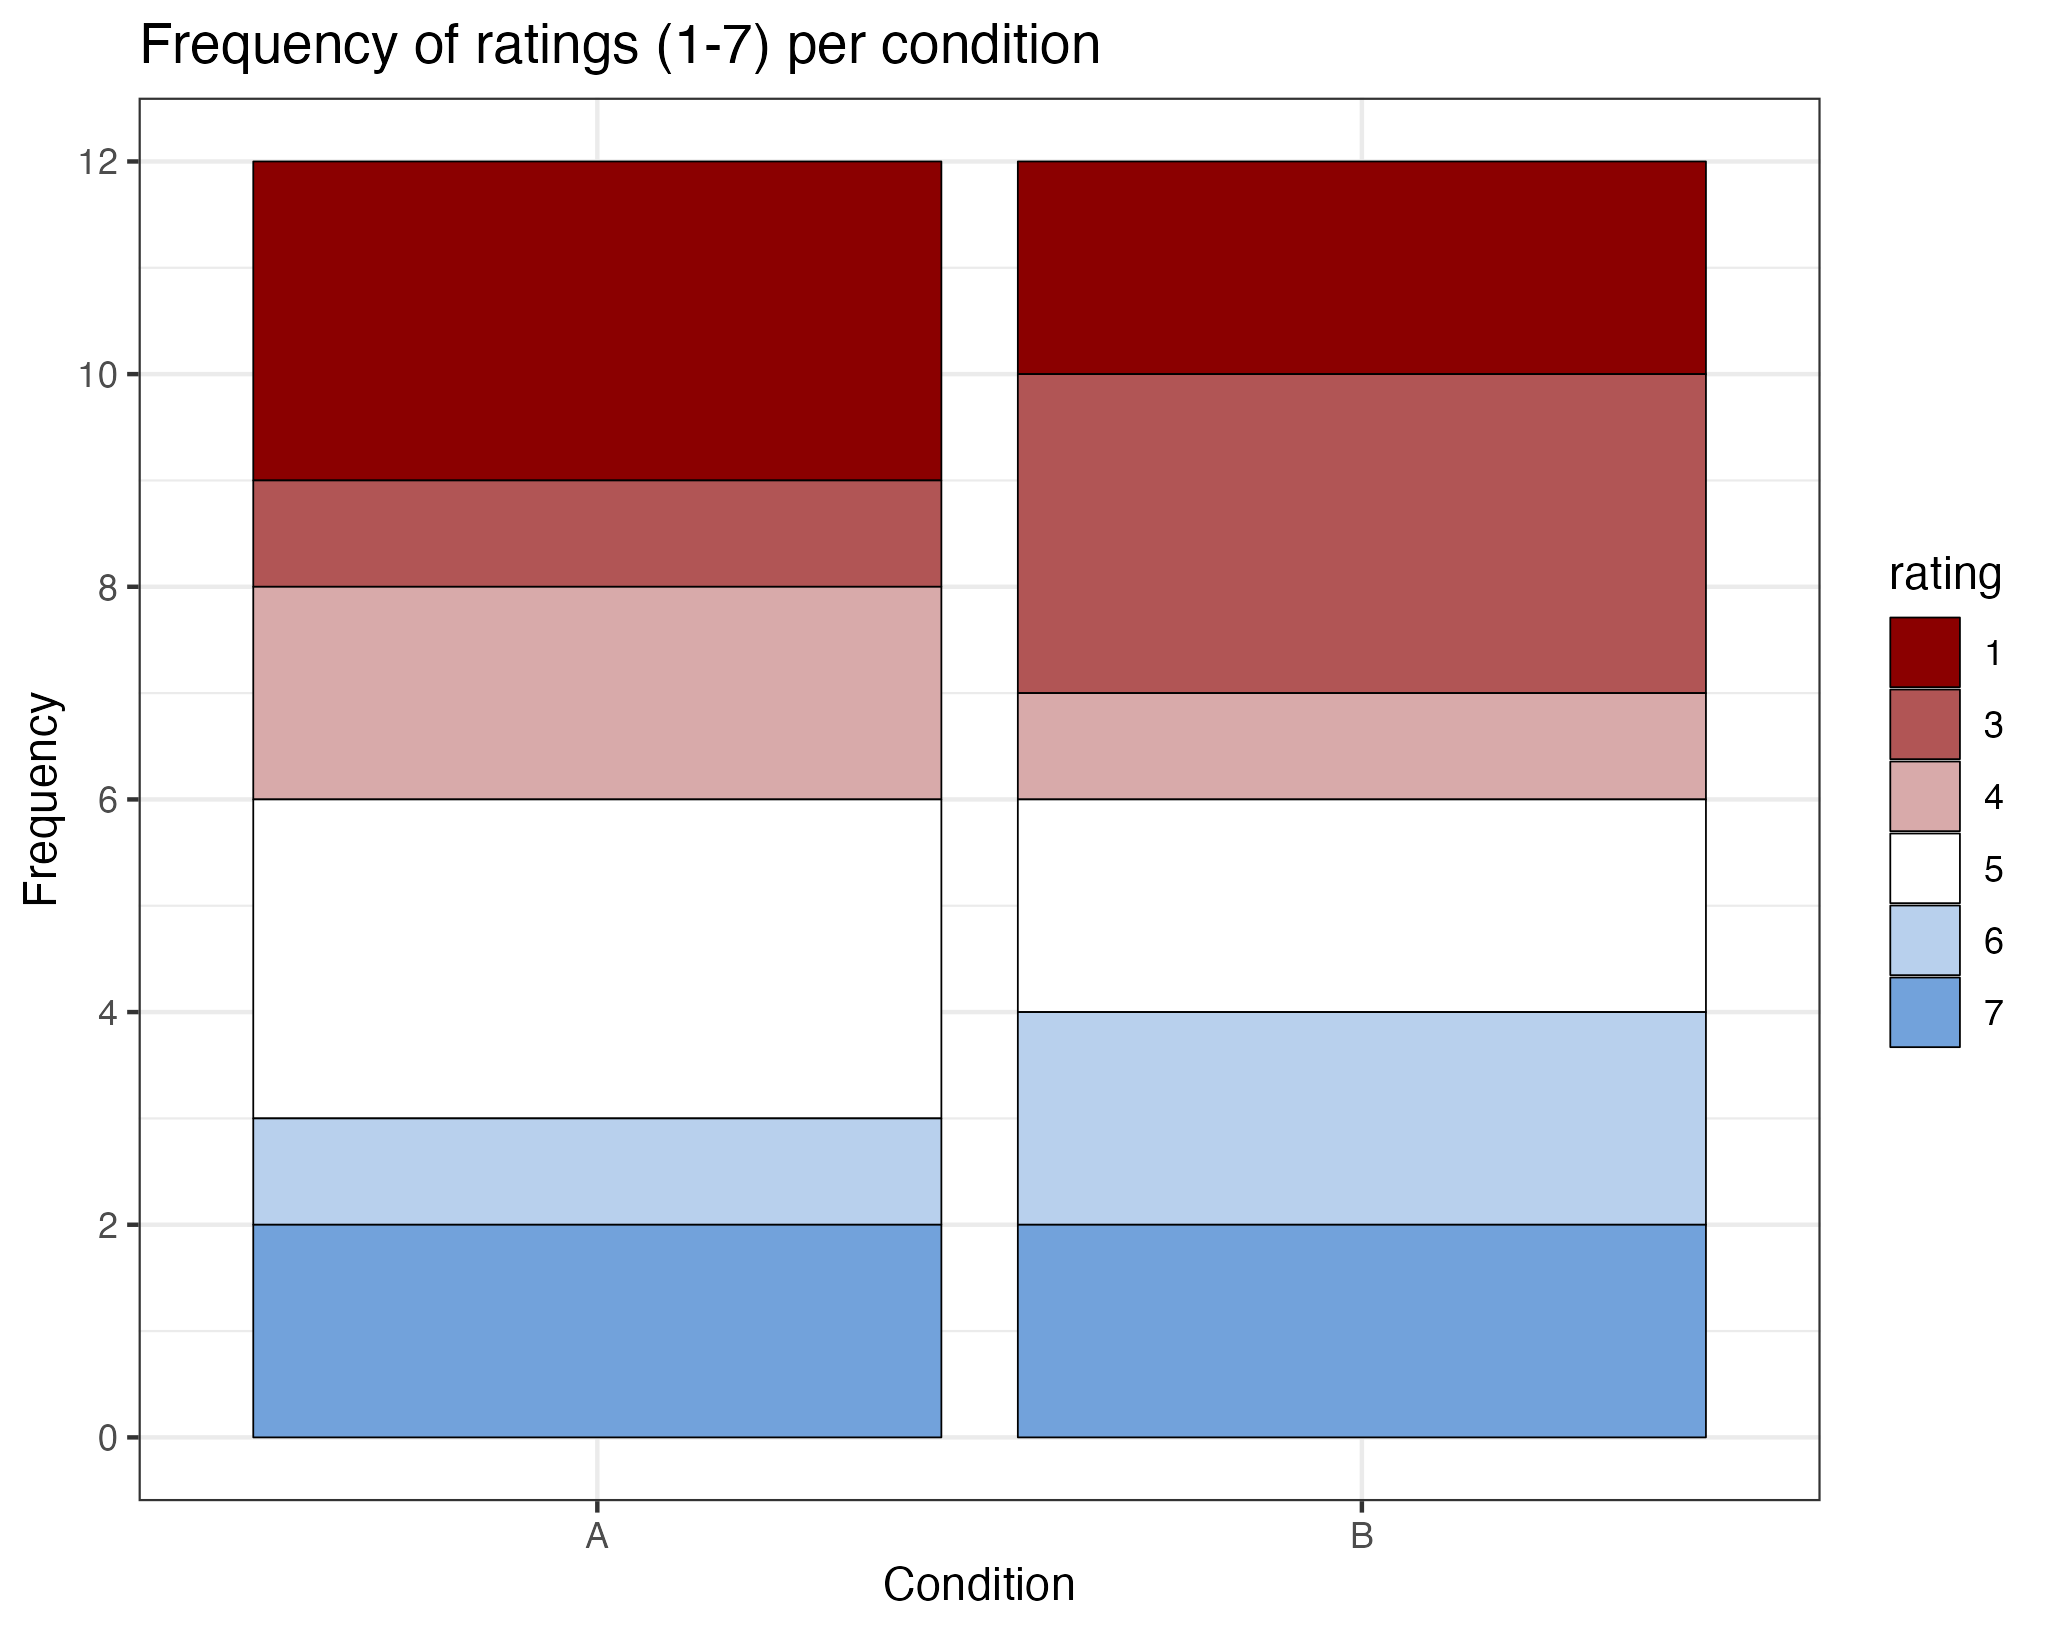 Frequency of ratings (1-7) per condition
Frequency
12
10
8
6
4
2
0
A
B
Condition
rating
1
3
4
5
6
7